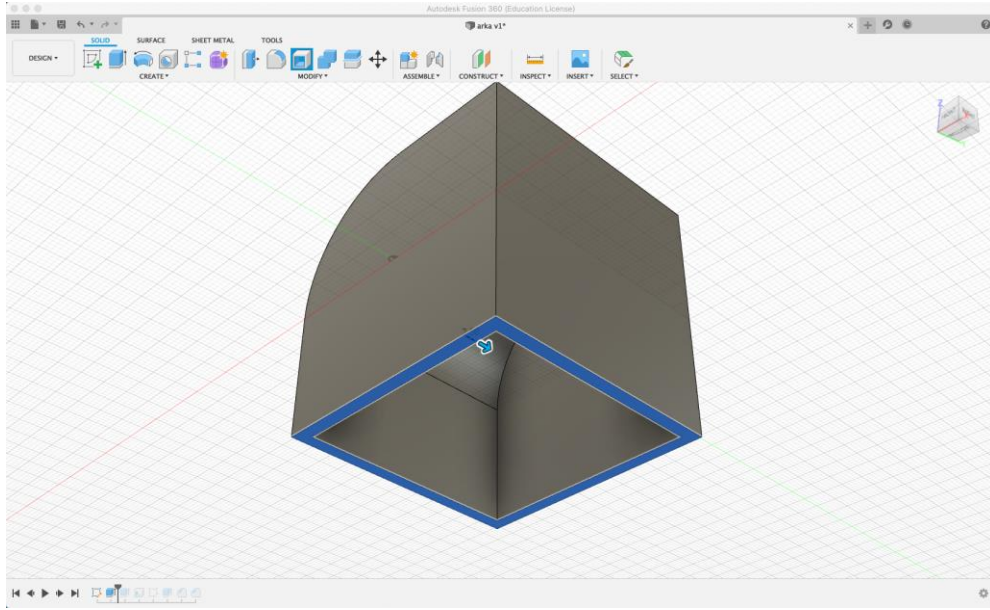 Autodesk Fusion 360 (Education License)
arka v1*
SOLID SURFACE SHEET METAL TOOLS
DESIGN
CREATE MODIFY ASSEMBLE CONSTRUCT INSPECT INSERT SELECT
Z